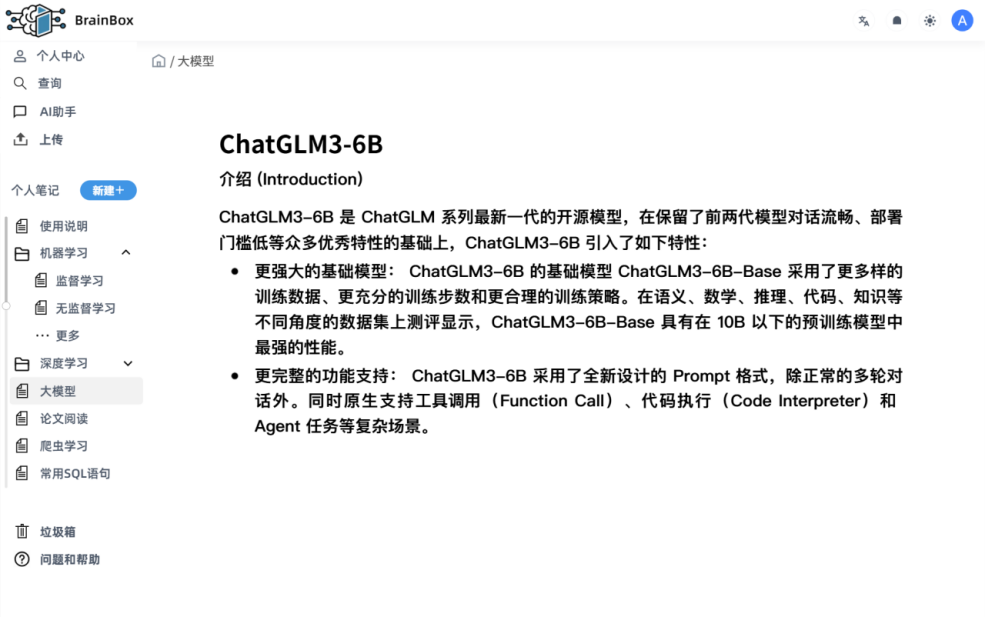 BrainBox
A
个人中心
查询
AI助手
上传
个人笔记
新建+
使用说明
机器学习
监督学习
无监督学习
··· 更多
深度学习
大模型
论文阅读
爬虫学习
常用SQL语句
垃圾箱
问题和帮助
/ 大模型
ChatGLM3-6B
介绍 (Introduction)
ChatGLM3-6B 是 ChatGLM 系列最新一代的开源模型，在保留了前两代模型对话流畅、部署
门槛低等众多优秀特性的基础上，ChatGLM3-6B 引入了如下特性：
• 更强大的基础模型： ChatGLM3-6B 的基础模型 ChatGLM3-6B-Base 采用了更多样的
训练数据、更充分的训练步数和更合理的训练策略。在语义、数学、推理、代码、知识等
不同角度的数据集上测评显示，ChatGLM3-6B-Base 具有在 10B 以下的预训练模型中
最强的性能。
• 更完整的功能支持： ChatGLM3-6B 采用了全新设计的 Prompt 格式，除正常的多轮对
话外。同时原生支持工具调用（Function Call）、代码执行（Code Interpreter）和
Agent 任务等复杂场景。